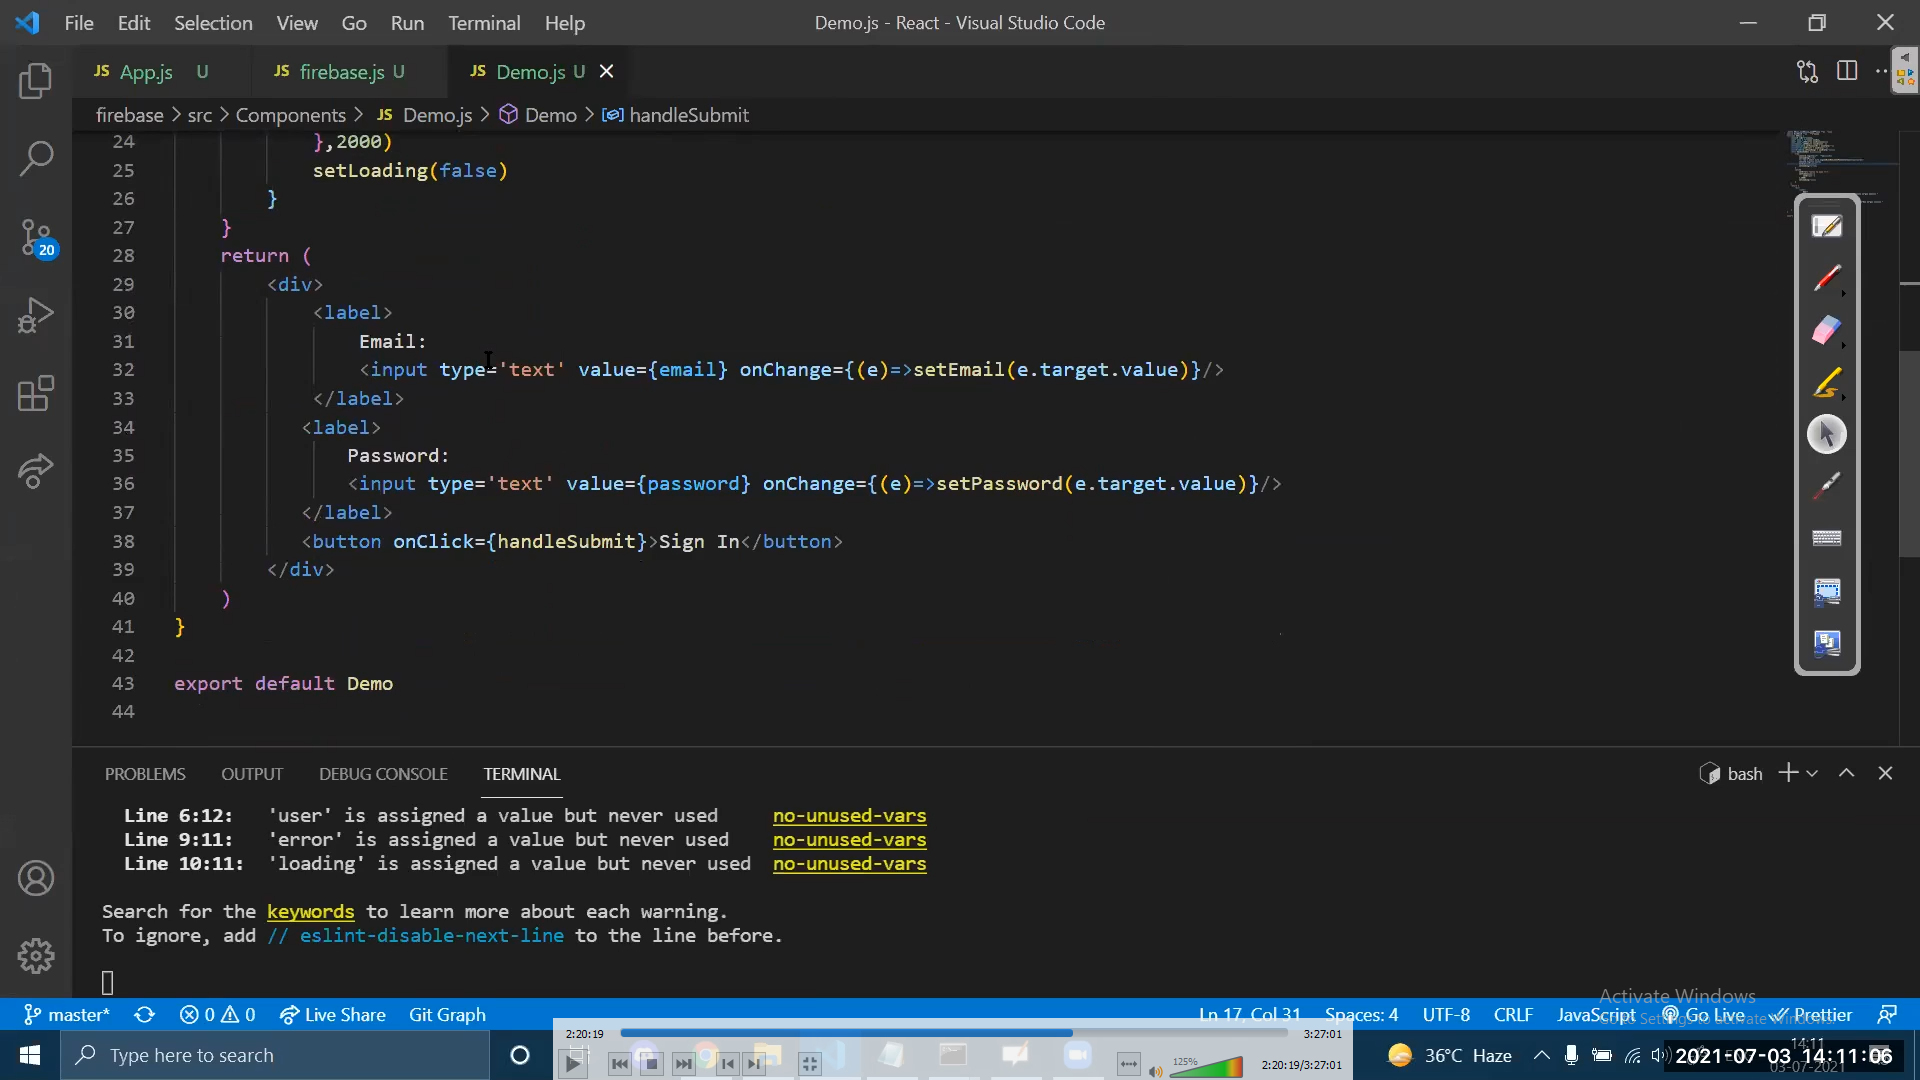 File Edit Selection View Go Run Terminal Help
Demo.js - React - Visual Studio Code
JS App.js U
JS firebase.js U
JS Demo.js U
firebase > src > Components > JS Demo.js > Demo > handleSubmit
24 },2000)
25 setLoading(false)
26 }
27 }
28 return (
29 <div>
30 <label>
31 Email:
32 <input type='text' value={email} onChange={(e)=>setEmail(e.target.value)}/>
33 </label>
34 <label>
35 Password:
36 <input type='text' value={password} onChange={(e)=>setPassword(e.target.value)}/>
37 </label>
38 <button onClick={handleSubmit}>Sign In</button>
39 </div>
40 )
41 }
42
43 export default Demo
44
20
PROBLEMS OUTPUT DEBUG CONSOLE TERMINAL
bash
Line 6:12: 'user' is assigned a value but never used no-unused-vars
Line 9:11: 'error' is assigned a value but never used no-unused-vars
Line 10:11: 'loading' is assigned a value but never used no-unused-vars
Search for the keywords to learn more about each warning.
To ignore, add // eslint-disable-next-line to the line before.
Activate Windows
Go to Settings to activate Windows.
master* 0 0 Live Share Git Graph
Ln 17, Col 31 Spaces: 4 UTF-8 CRLF JavaScript Go Live Prettier
2:20:19 3:27:01
Type here to search
125% 2:20:19/3:27:01
36°C Haze
14:11
2021-07-03 14:11:06
03-07-2021